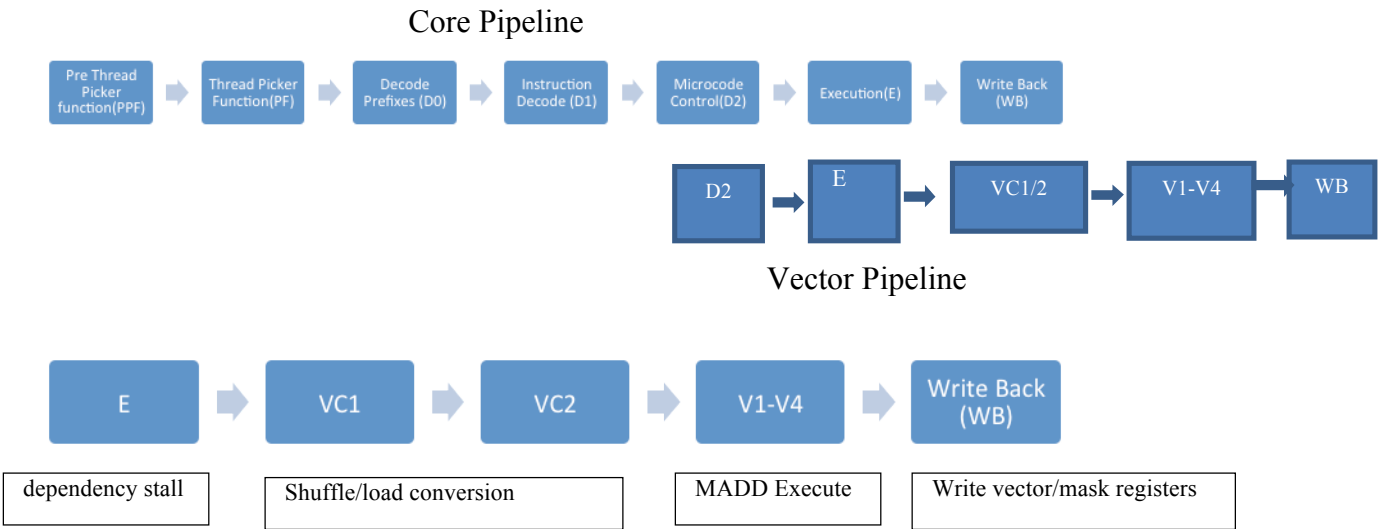 Core Pipeline
Pre Thread
Picker
function(PPF)
Thread Picker
Function(PF)
Decode
Prefixes (D0)
Instruction
Decode (D1)
Microcode
Control(D2)
Execution(E)
Write Back
(WB)
D2
E
VC1/2
V1-V4
WB
Vector Pipeline
E
VC1
VC2
V1-V4
Write Back
(WB)
dependency stall
Shuffle/load conversion
MADD Execute
Write vector/mask registers